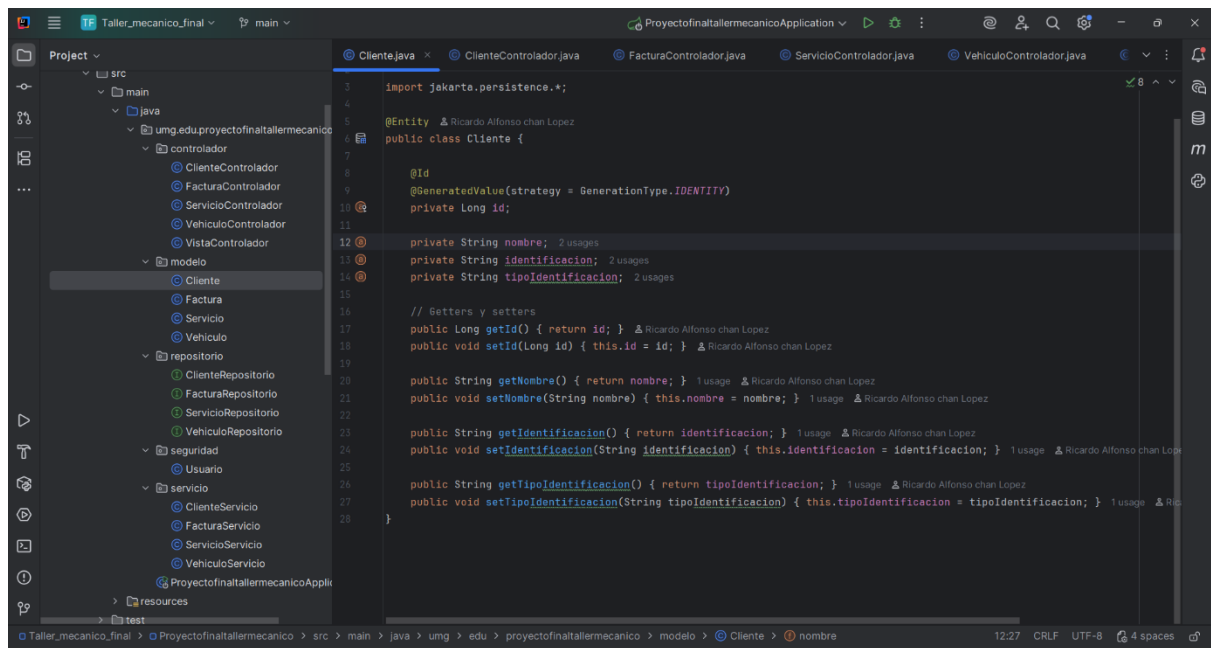 TF Taller_mecanico_final main ProyectofinaltallermecanicoApplication
Project
Cliente.java ClienteControlador.java FacturaControlador.java ServicioControlador.java VehiculoControlador.java
src
main
java
umg.edu.proyectofinaltallermecanico
controlador
ClienteControlador
FacturaControlador
ServicioControlador
VehiculoControlador
VistaControlador
modelo
Cliente
Factura
Servicio
Vehiculo
repositorio
ClienteRepositorio
FacturaRepositorio
ServicioRepositorio
VehiculoRepositorio
seguridad
Usuario
servicio
ClienteServicio
FacturaServicio
ServicioServicio
VehiculoServicio
ProyectofinaltallermecanicoApplic
resources
test
8
3 import jakarta.persistence.*;
4
5 @Entity Ricardo Alfonso chan Lopez
6 public class Cliente {
7
8 @Id
9 @GeneratedValue(strategy = GenerationType.IDENTITY)
10 private Long id;
11
12 private String nombre; 2 usages
13 private String identificacion; 2 usages
14 private String tipoIdentificacion; 2 usages
15
16 // Getters y setters
17 public Long getId() { return id; } Ricardo Alfonso chan Lopez
18 public void setId(Long id) { this.id = id; } Ricardo Alfonso chan Lopez
19
20 public String getNombre() { return nombre; } 1 usage Ricardo Alfonso chan Lopez
21 public void setNombre(String nombre) { this.nombre = nombre; } 1 usage Ricardo Alfonso chan Lopez
22
23 public String getIdentificacion() { return identificacion; } 1 usage Ricardo Alfonso chan Lopez
24 public void setIdentificacion(String identificacion) { this.identificacion = identificacion; } 1 usage Ricardo Alfonso chan Lope
25
26 public String getTipoIdentificacion() { return tipoIdentificacion; } 1 usage Ricardo Alfonso chan Lopez
27 public void setTipoIdentificacion(String tipoIdentificacion) { this.tipoIdentificacion = tipoIdentificacion; } 1 usage Ric
28 }
m
Taller_mecanico_final > Proyectofinaltallermecanico > src > main > java > umg > edu > proyectofinaltallermecanico > modelo > Cliente > nombre 12:27 CRLF UTF-8 4 spaces